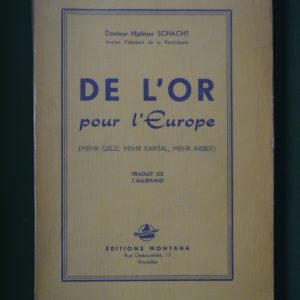 Docteur Hjalmar SCHACHT
Ancien Président de la Reichsbank
DE L'OR
pour l'Europe
(MEHR GELD, MEHR KAPITAL, MEHR ARBEIT)
TRADUIT DE
L'ALLEMAND
ÉDITIONS MONTANA
Rue 17
Bruxelles